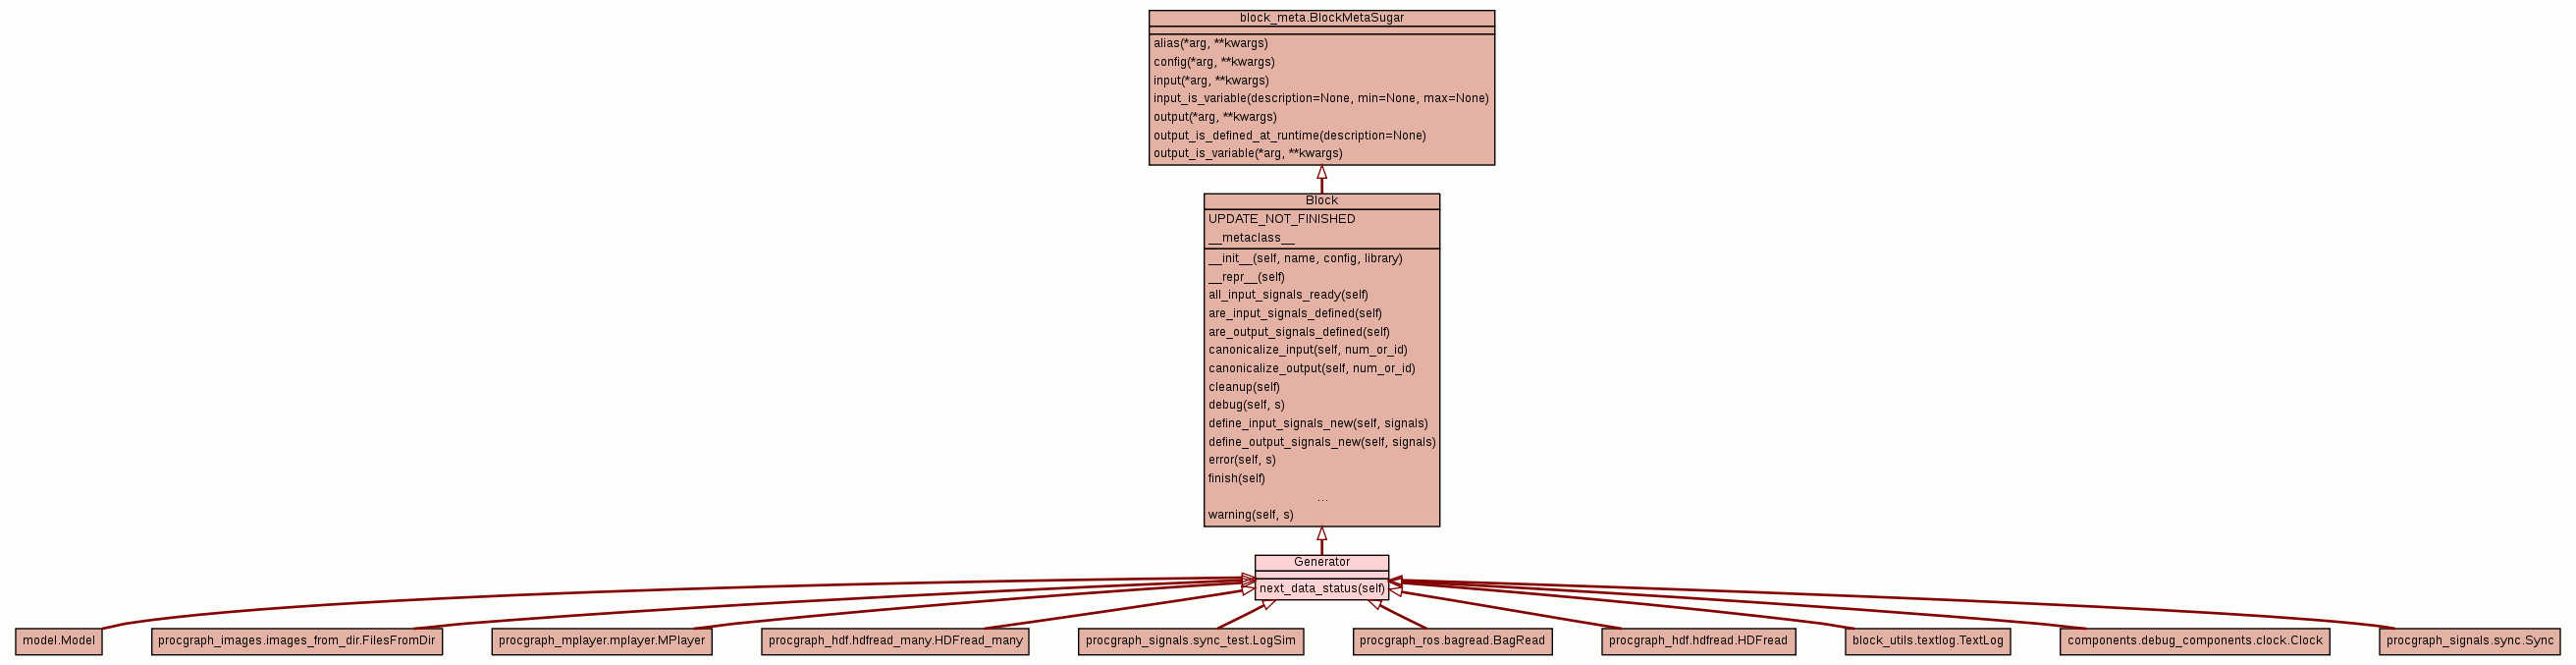 block_meta.BlockMetaSugar
alias(*arg, **kwargs)
config(*arg, **kwargs)
input(*arg, **kwargs)
input_is_variable(description=None, min=None, max=None)
output(*arg, **kwargs)
output_is_defined_at_runtime(description=None)
output_is_variable(*arg, **kwargs)
Block
UPDATE_NOT_FINISHED
__metaclass__
__init__(self, name, config, library)
__repr__(self)
all_input_signals_ready(self)
are_input_signals_defined(self)
are_output_signals_defined(self)
canonicalize_input(self, num_or_id)
canonicalize_output(self, num_or_id)
cleanup(self)
debug(self, s)
define_input_signals_new(self, signals)
define_output_signals_new(self, signals)
error(self, s)
finish(self)
...
warning(self, s)
Generator
next_data_status(self)
model.Model
procgraph_images.images_from_dir.FilesFromDir
procgraph_mplayer.mplayer.MPlayer
procgraph_hdf.hdfread_many.HDFread_many
procgraph_signals.sync_test.LogSim
procgraph_ros.bagread.BagRead
procgraph_hdf.hdfread.HDFread
block_utils.textlog.TextLog
components.debug_components.clock.Clock
procgraph_signals.sync.Sync